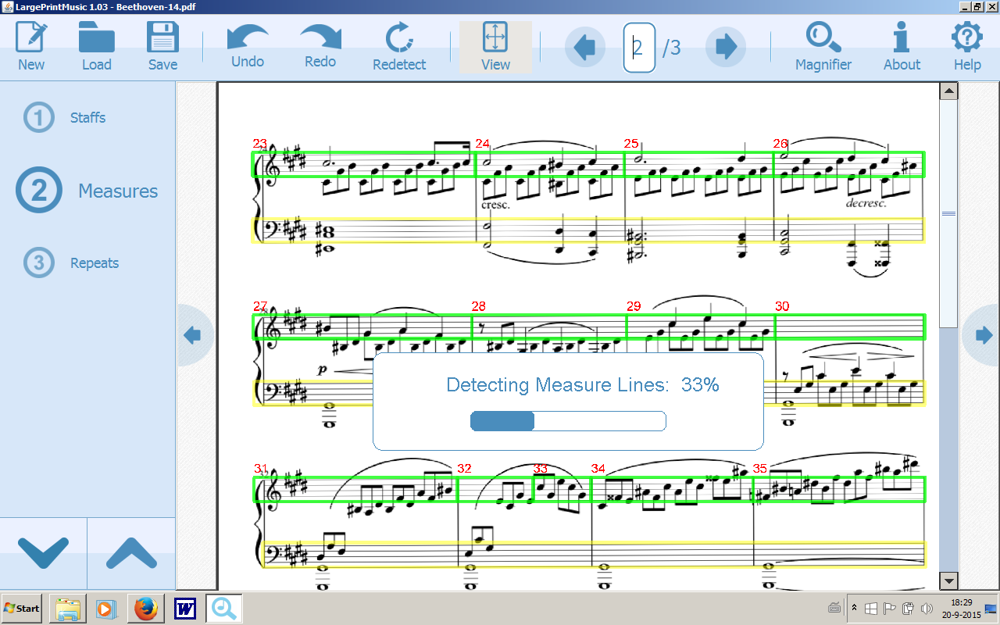 LargePrintMusic 1.03 - Beethoven-14.pdf
New Load Save Undo Redo Redetect View 2 /3 Magnifier About Help
1 Staffs
2 Measures
3 Repeats
23 24 25 26
cresc. decresc.
27 28 29 30
p
Detecting Measure Lines: 33%
31 32 33 34 35
Start W 18:29
20-9-2015